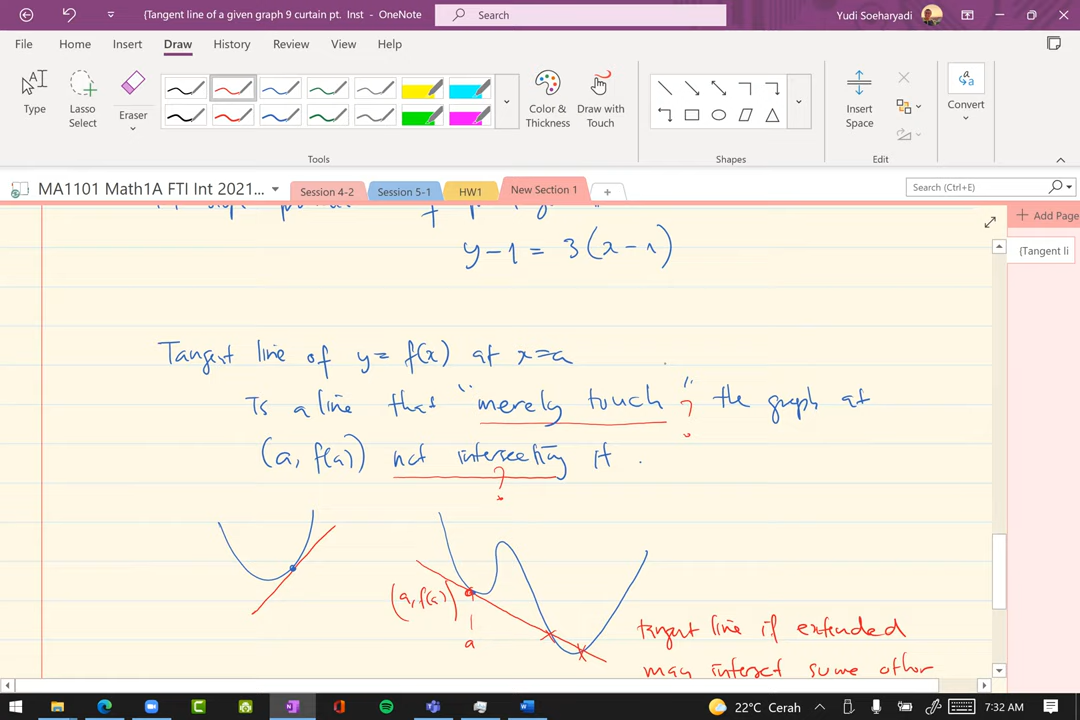 {Tangent line of a given graph 9 curtain pt. Inst - OneNote
Search
Yudi Soeharyadi
File Home Insert Draw History Review View Help
Type
Lasso Select
Eraser
Color & Thickness
Draw with Touch
Insert Space
Convert
Tools
Shapes
Edit
MA1101 Math1A FTI Int 2021...
Session 4-2
Session 5-1
HW1
New Section 1
+
Search (Ctrl+E)
+ Add Page
{Tangent li
y-1 = 3(x-1)
Tangent line of y= f(x) at x=a
Is a line that "merely touch" ? the graph at
(a, f(a)) not intersecting it .
?
(a, f(a))
a
tangent line if extended
may intersect some other
22°C Cerah
7:32 AM